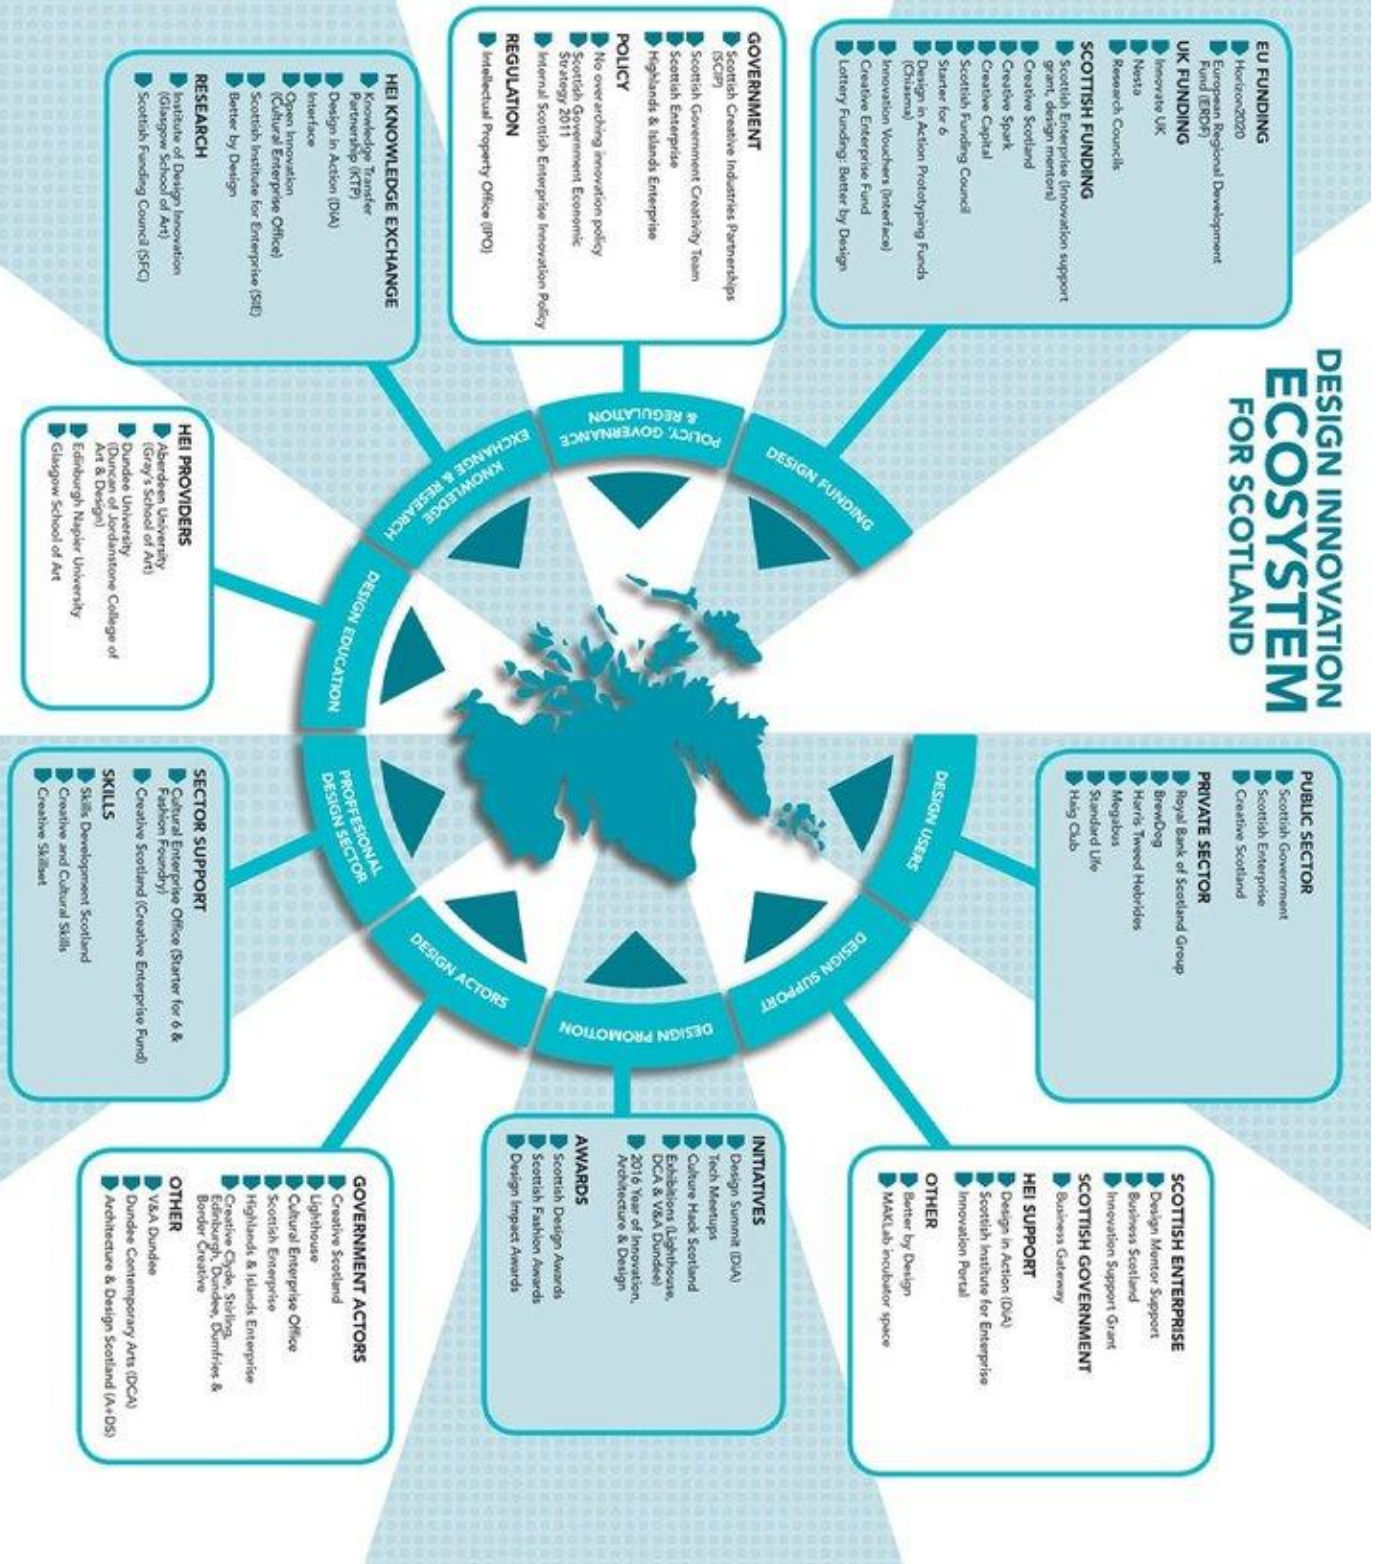 DESIGN INNOVATION
ECOSYSTEM
FOR SCOTLAND
PUBLIC SECTOR
Scottish Government
Scottish Enterprise
Creative Scotland
PRIVATE SECTOR
Royal Bank of Scotland Group
BrewDog
Harris Tweed Hebrides
Megabus
Standard Life
Haig Club
DESIGN USERS
SCOTTISH ENTERPRISE
Design Mentor Support
Business Scotland
Innovation Support Grant
SCOTTISH GOVERNMENT
Business Gateway
HEI SUPPORT
Design in Action (DiA)
Scottish Institute for Enterprise
Innovation Portal
OTHER
Better by Design
MAKLab incubator space
DESIGN SUPPORT
INITIATIVES
Design Summit (DiA)
Tech Meetups
Culture Hack Scotland
Exhibitions (Lighthouse,
DCA & V&A Dundee)
2016 Year of Innovation,
Architecture & Design
AWARDS
Scottish Design Awards
Scottish Fashion Awards
Design Impact Awards
DESIGN PROMOTION
GOVERNMENT ACTORS
Creative Scotland
Lighthouse
Cultural Enterprise Office
Scottish Enterprise
Highlands & Islands Enterprise
Creative Clyde, Stirling,
Edinburgh, Dundee, Dumfries &
Border Creative
OTHER
V&A Dundee
Dundee Contemporary Arts (DCA)
Architecture & Design Scotland (A+DS)
DESIGN ACTORS
SECTOR SUPPORT
Cultural Enterprise Office (Starter for 6 &
Fashion Foundry)
Creative Scotland (Creative Enterprise Fund)
SKILLS
Skills Development Scotland
Creative and Cultural Skills
Creative Skillset
PROFFESIONAL
DESIGN SECTOR
HEI PROVIDERS
Aberdeen University
(Gray's School of Art)
Dundee University
(Duncan of Jordanstone College of
Art & Design)
Edinburgh Napier University
Glasgow School of Art
DESIGN EDUCATION
HEI KNOWLEDGE EXCHANGE
Knowledge Transfer
Partnership (KTP)
Design In Action (DiA)
Interface
Open Innovation
(Cultural Enterprise Office)
Scottish Institute for Enterprise (SIE)
Better by Design
RESEARCH
Institute of Design Innovation
(Glasgow School of Art)
Scottish Funding Council (SFC)
KNOWLEDGE
EXCHANGE & RESEARCH
GOVERNMENT
Scottish Creative Industries Partnerships
(SCIP)
Scottish Government Creativity Team
Scottish Enterprise
Highlands & Islands Enterprise
POLICY
No overarching innovation policy
Scottish Government Economic
Strategy 2011
Internal Scottish Enterprise Innovation Policy
REGULATION
Intellectual Property Office (IPO)
POLICY, GOVERNANCE
& REGULATION
EU FUNDING
Horizon2020
European Regional Development
Fund (ERDF)
UK FUNDING
Innovate UK
Nesta
Research Councils
SCOTTISH FUNDING
Scottish Enterprise (Innovation support
grant, design mentors)
Creative Scotland
Creative Spark
Creative Capital
Scottish Funding Council
Starter for 6
Design in Action Prototyping Funds
(Chiasma)
Innovation Vouchers (Interface)
Creative Enterprise Fund
Lottery Funding: Better by Design
DESIGN FUNDING